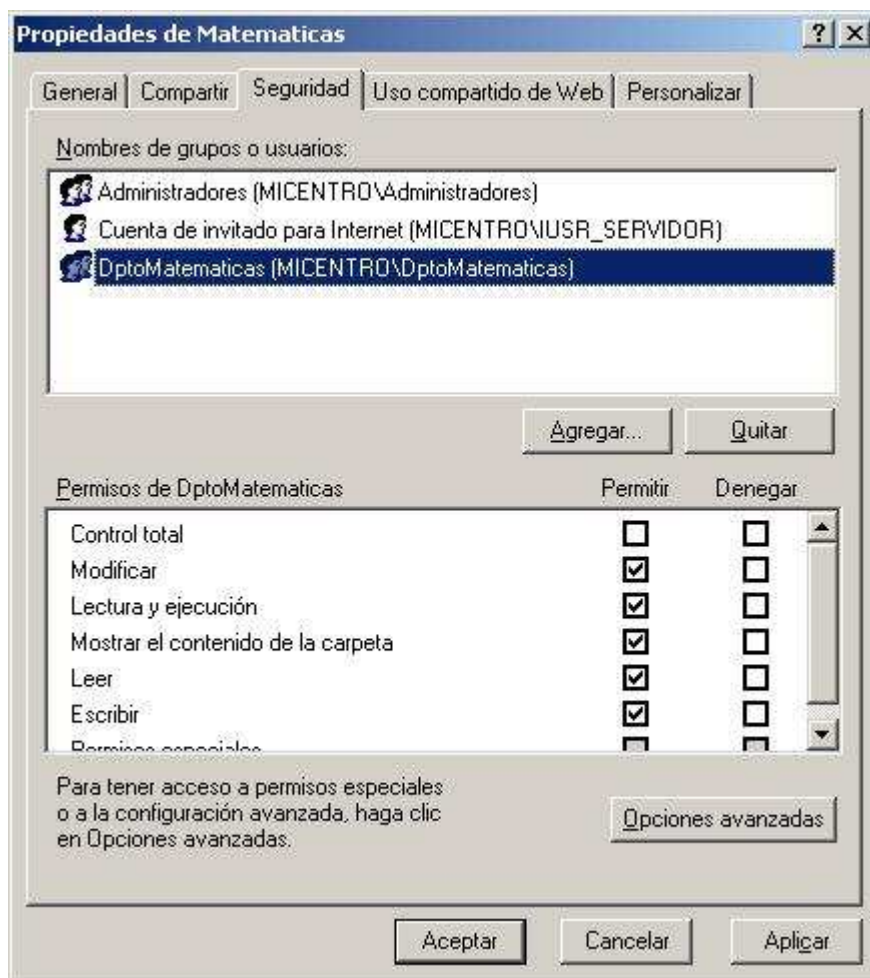 Propiedades de Matematicas
General Compartir Seguridad Uso compartido de Web Personalizar
Nombres de grupos o usuarios:
Administradores (MICENTRO\Administradores)
Cuenta de invitado para Internet (MICENTRO\IUSR_SERVIDOR)
DptoMatematicas (MICENTRO\DptoMatematicas)
Agregar... Quitar
Permisos de DptoMatematicas Permitir Denegar
Control total
Modificar
Lectura y ejecución
Mostrar el contenido de la carpeta
Leer
Escribir
Permisos especiales
Para tener acceso a permisos especiales
o a la configuración avanzada, haga clic
en Opciones avanzadas.
Opciones avanzadas
Aceptar Cancelar Aplicar